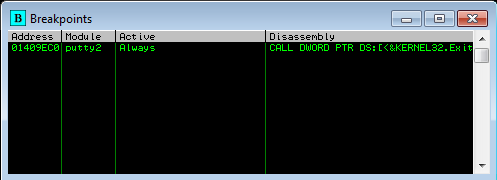 B Breakpoints
Address Module Active Disassembly
01409EC0 putty2 Always CALL DWORD PTR DS:[<&KERNEL32.Exit